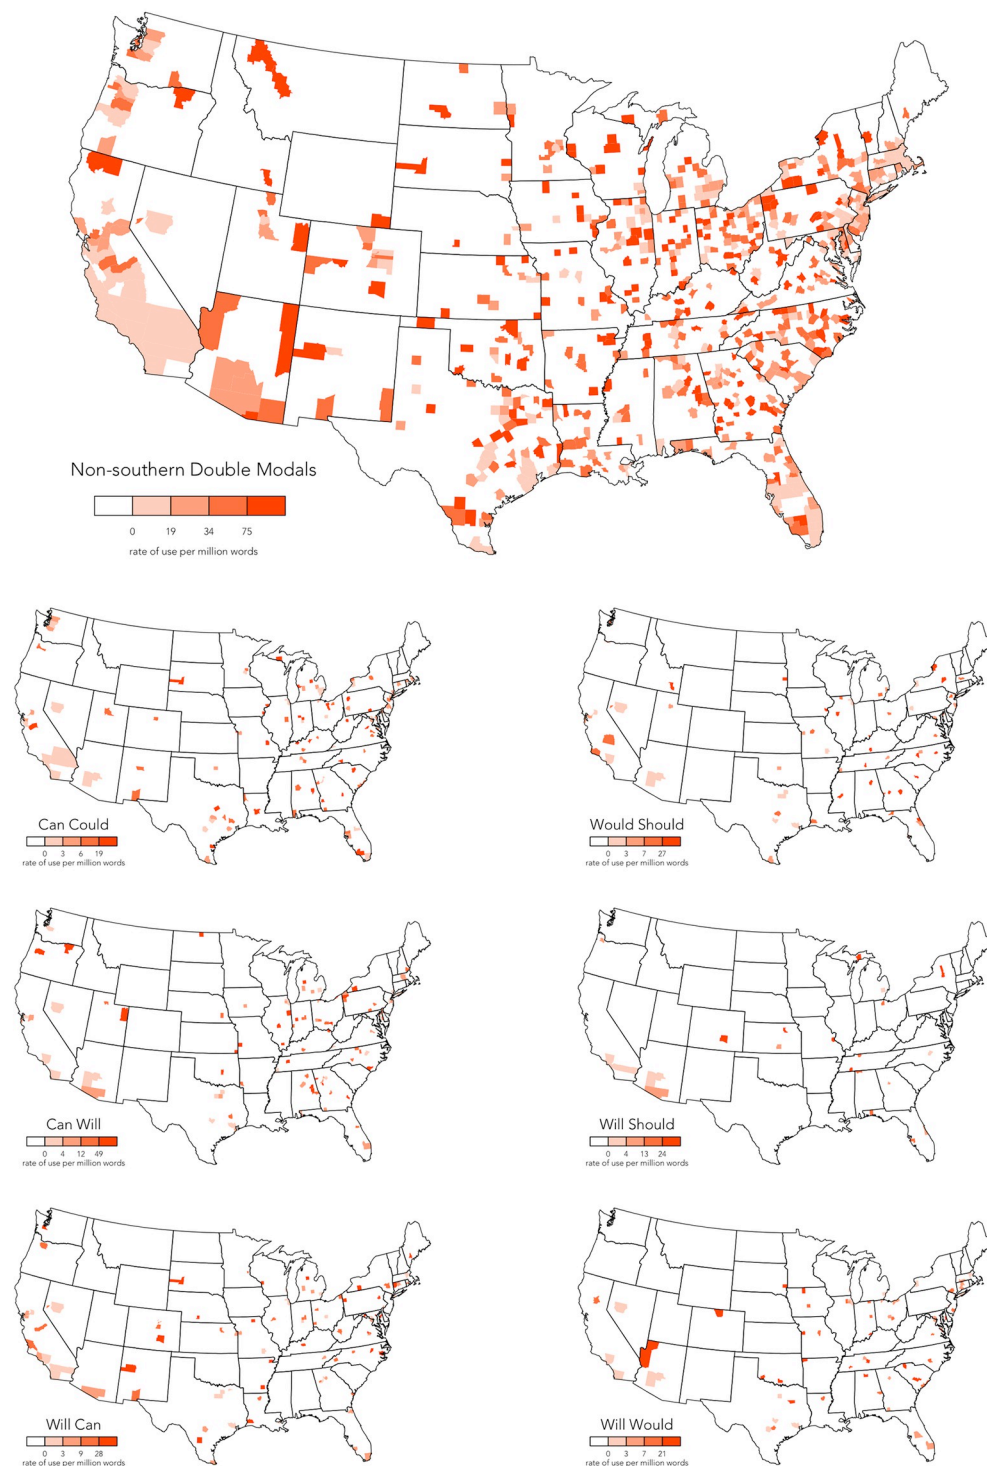 Non-southern Double Modals
0 19 34 75
rate of use per million words
Can Could
0 3 6 19
rate of use per million words
Would Should
0 3 7 27
rate of use per million words
Can Will
0 4 12 49
rate of use per million words
Will Should
0 4 13 24
rate of use per million words
Will Can
0 3 9 28
rate of use per million words
Will Would
0 3 7 21
rate of use per million words